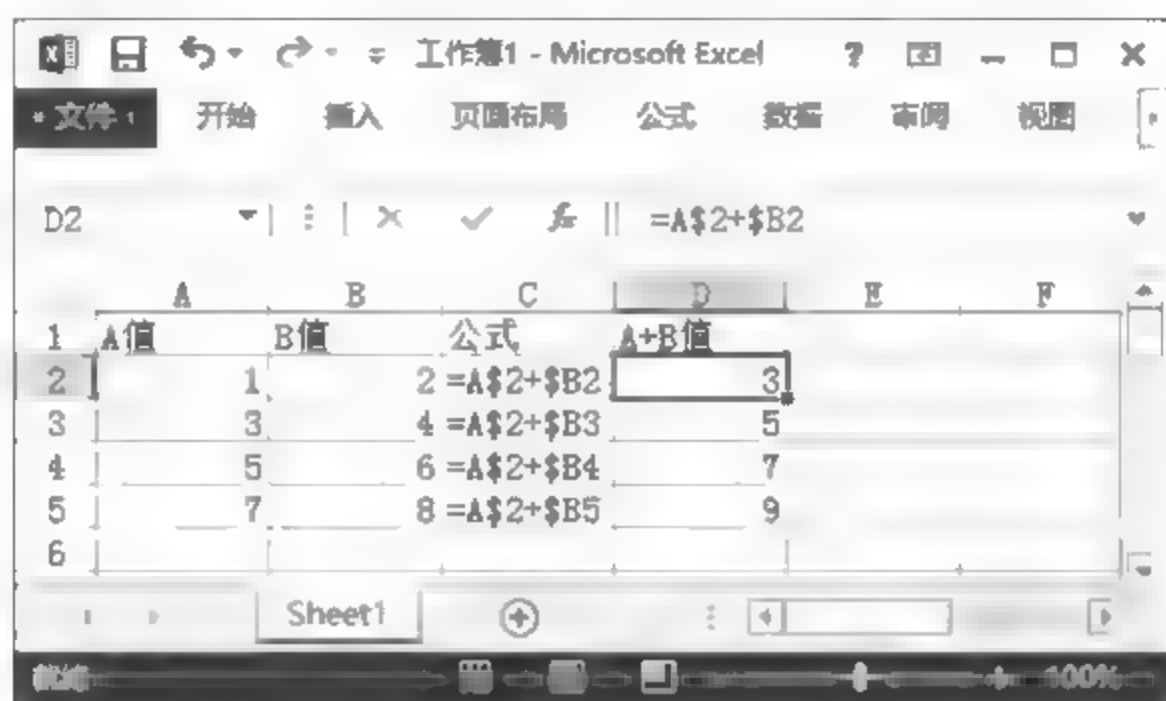 工作簿1 - Microsoft Excel ?
文件 开始 插入 页面布局 公式 数据 审阅 视图
D2 fx =A$2+$B2
A B C D E F
1 A值 B值 公式 A+B值
2 1 2 =A$2+$B2 3
3 3 4 =A$2+$B3 5
4 5 6 =A$2+$B4 7
5 7 8 =A$2+$B5 9
6
Sheet1
100%